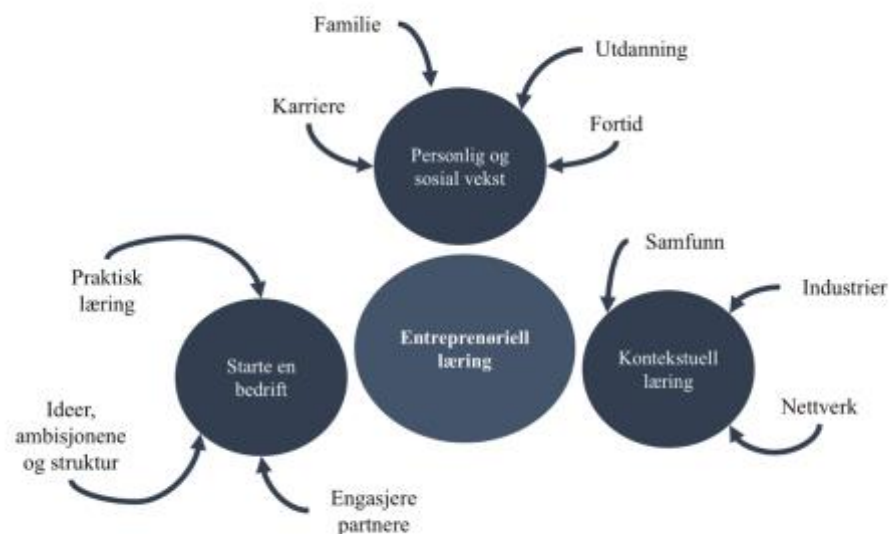 Familie
Utdanning
Karriere
Fortid
Personlig og
sosial vekst
Samfunn
Praktisk
læring
Industrier
Entreprenøriell
læring
Starte en
bedrift
Kontekstuell
læring
Ideer,
ambisjonene
og struktur
Nettverk
Engasjere
partnere